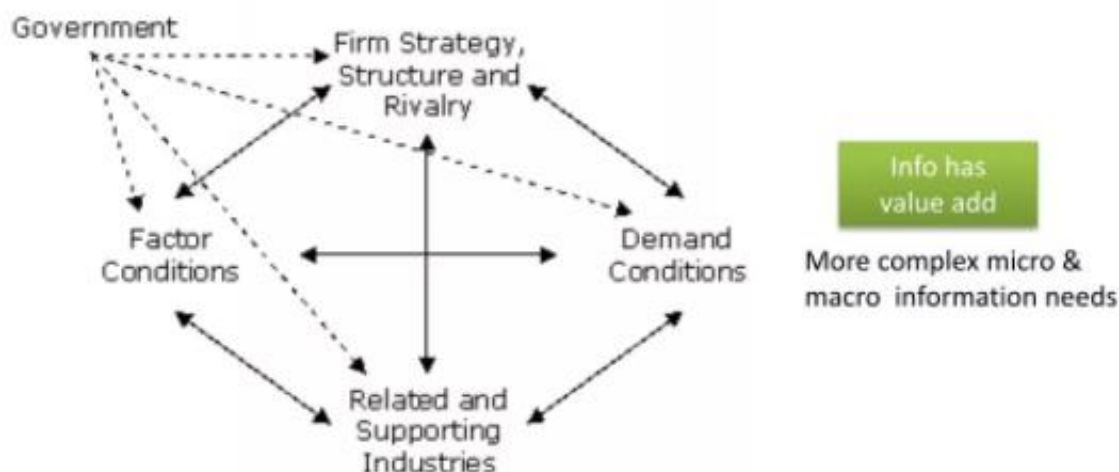 Government
Firm Strategy,
Structure and
Rivalry
Factor
Conditions
Demand
Conditions
Related and
Supporting
Industries
Info has
value add
More complex micro &
macro information needs